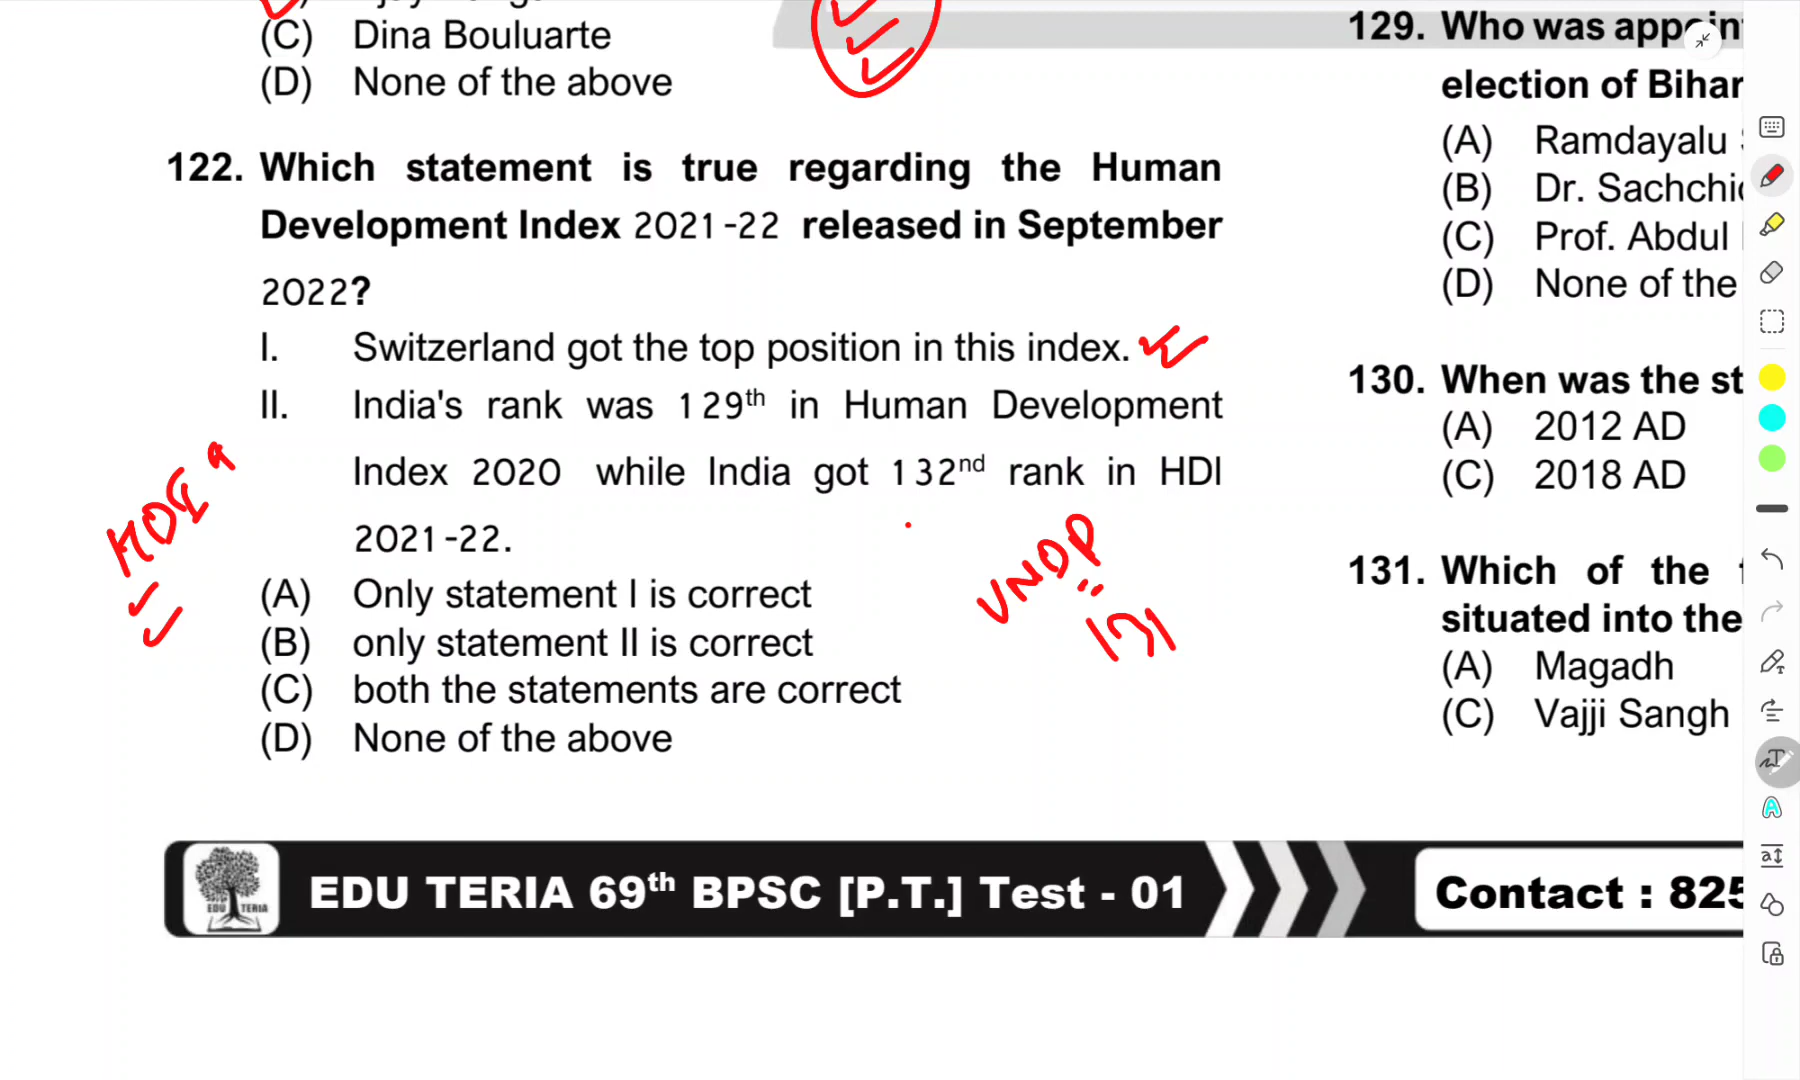 (C) Dina Bouluarte
(D) None of the above
122. Which statement is true regarding the Human
Development Index 2021-22 released in September
2022?
I. Switzerland got the top position in this index.
II. India's rank was 129th in Human Development
Index 2020 while India got 132nd rank in HDI
2021-22.
(A) Only statement I is correct
(B) only statement II is correct
(C) both the statements are correct
(D) None of the above
UNDP
131
129. Who was appoin
election of Bihar
(A) Ramdayalu
(B) Dr. Sachchi
(C) Prof. Abdul
(D) None of the
130. When was the st
(A) 2012 AD
(C) 2018 AD
131. Which of the
situated into the
(A) Magadh
(C) Vajji Sangh
EDU TERIA
EDU TERIA 69th BPSC [P.T.] Test - 01
Contact : 825